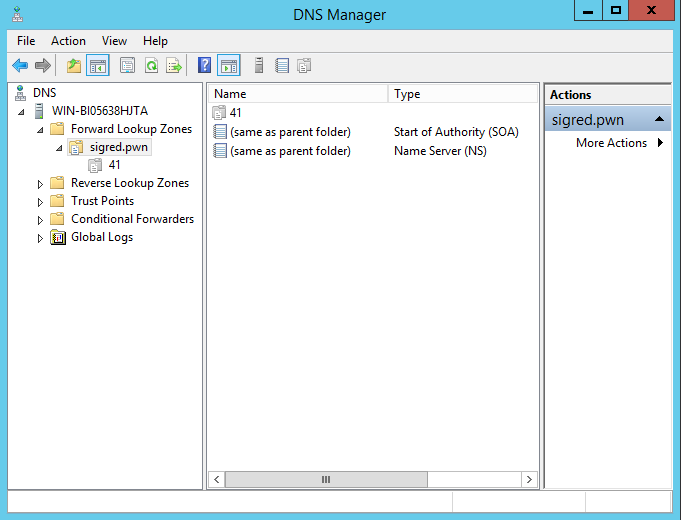 DNS Manager
File Action View Help
DNS
WIN-BI05638HJTA
Forward Lookup Zones
sigred.pwn
41
Reverse Lookup Zones
Trust Points
Conditional Forwarders
Global Logs
Name Type
41
(same as parent folder) Start of Authority (SOA)
(same as parent folder) Name Server (NS)
Actions
sigred.pwn
More Actions